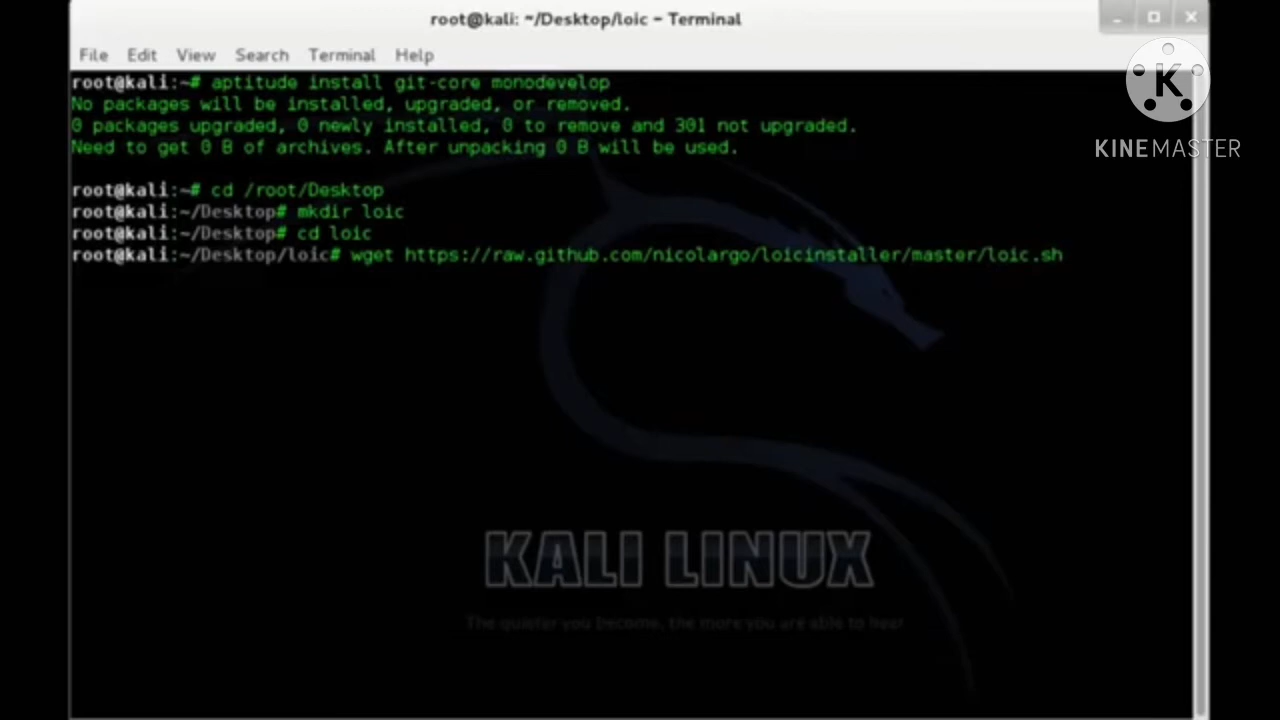 root@kali: ~/Desktop/loic - Terminal
File Edit View Search Terminal Help
root@kali:~# aptitude install git-core monodevelop
No packages will be installed, upgraded, or removed.
0 packages upgraded, 0 newly installed, 0 to remove and 301 not upgraded.
Need to get 0 B of archives. After unpacking 0 B will be used.
root@kali:~# cd /root/Desktop
root@kali:~/Desktop# mkdir loic
root@kali:~/Desktop# cd loic
root@kali:~/Desktop/loic# wget https://raw.github.com/nicolargo/loicinstaller/master/loic.sh
K
KINEMASTER
KALI LINUX
The quieter you become, the more you are able to hear